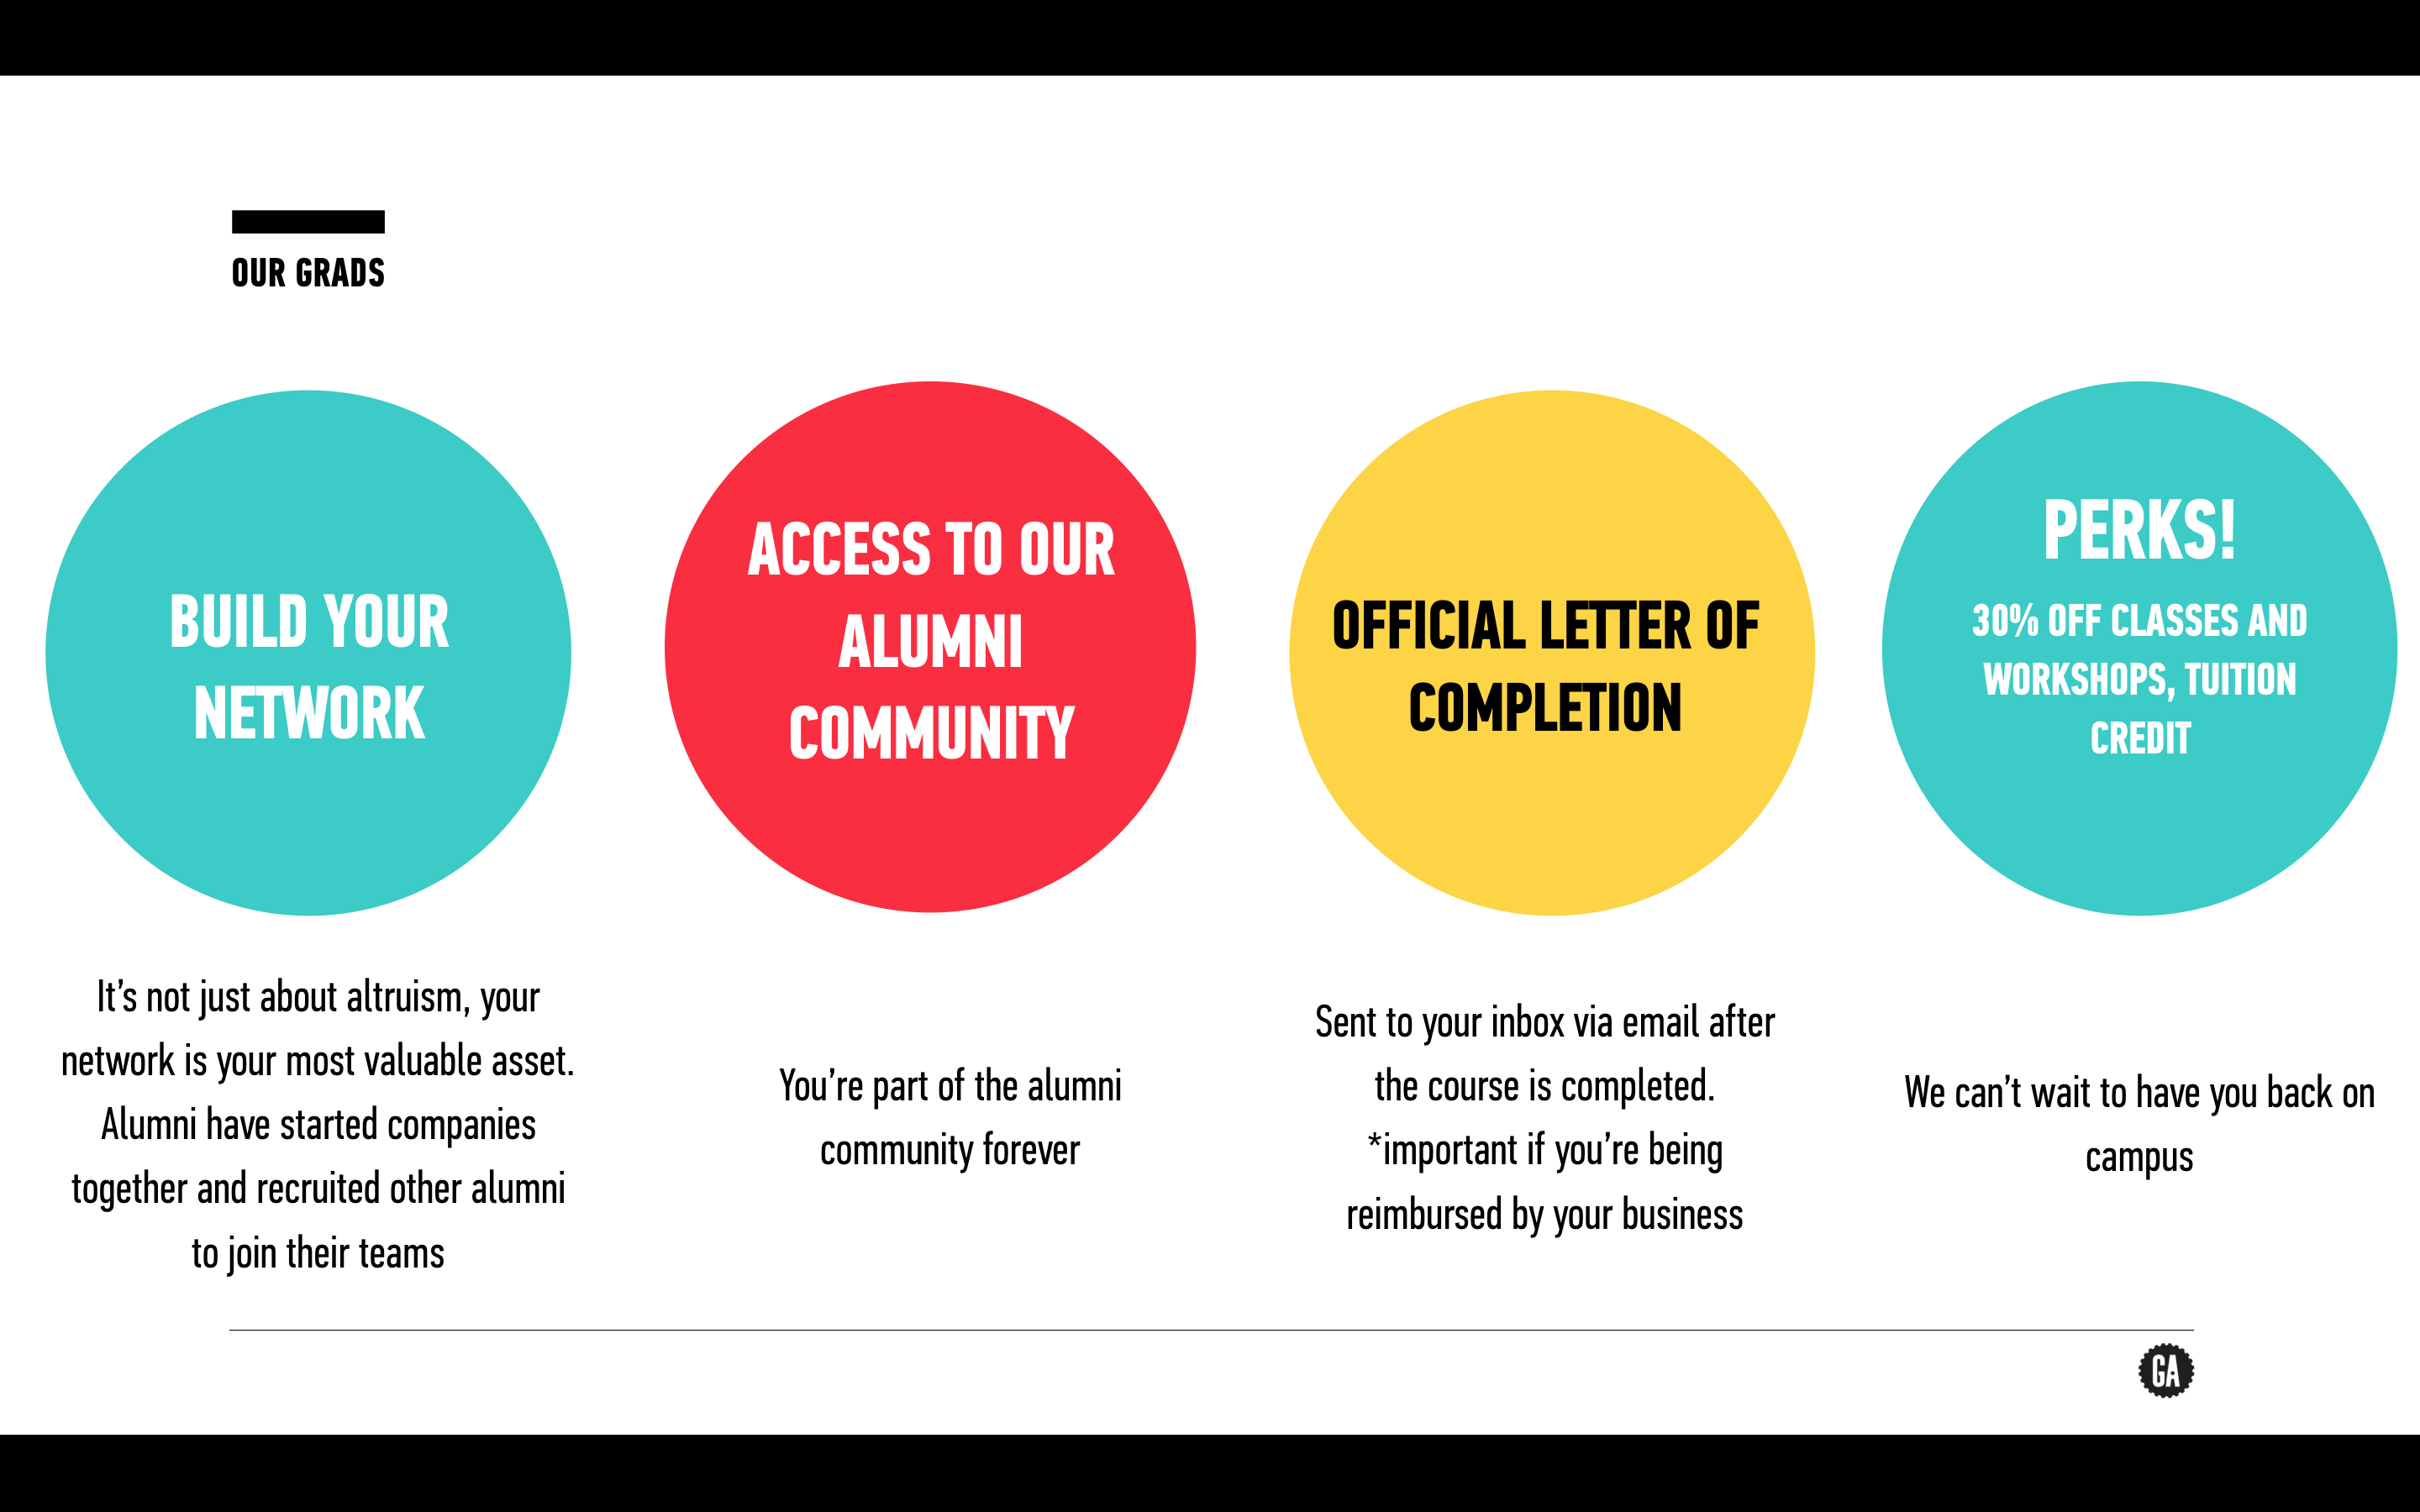 OUR GRADS
BUILD YOUR
NETWORK
It’s not just about altruism, your
network is your most valuable asset.
Alumni have started companies
together and recruited other alumni
to join their teams
ACCESS TO OUR
ALUMNI
COMMUNITY
You’re part of the alumni
community forever
OFFICIAL LETTER OF
COMPLETION
Sent to your inbox via email after
the course is completed.
*important if you’re being
reimbursed by your business
PERKS!
30% OFF CLASSES AND
WORKSHOPS, TUITION
CREDIT
We can’t wait to have you back on
campus
GA